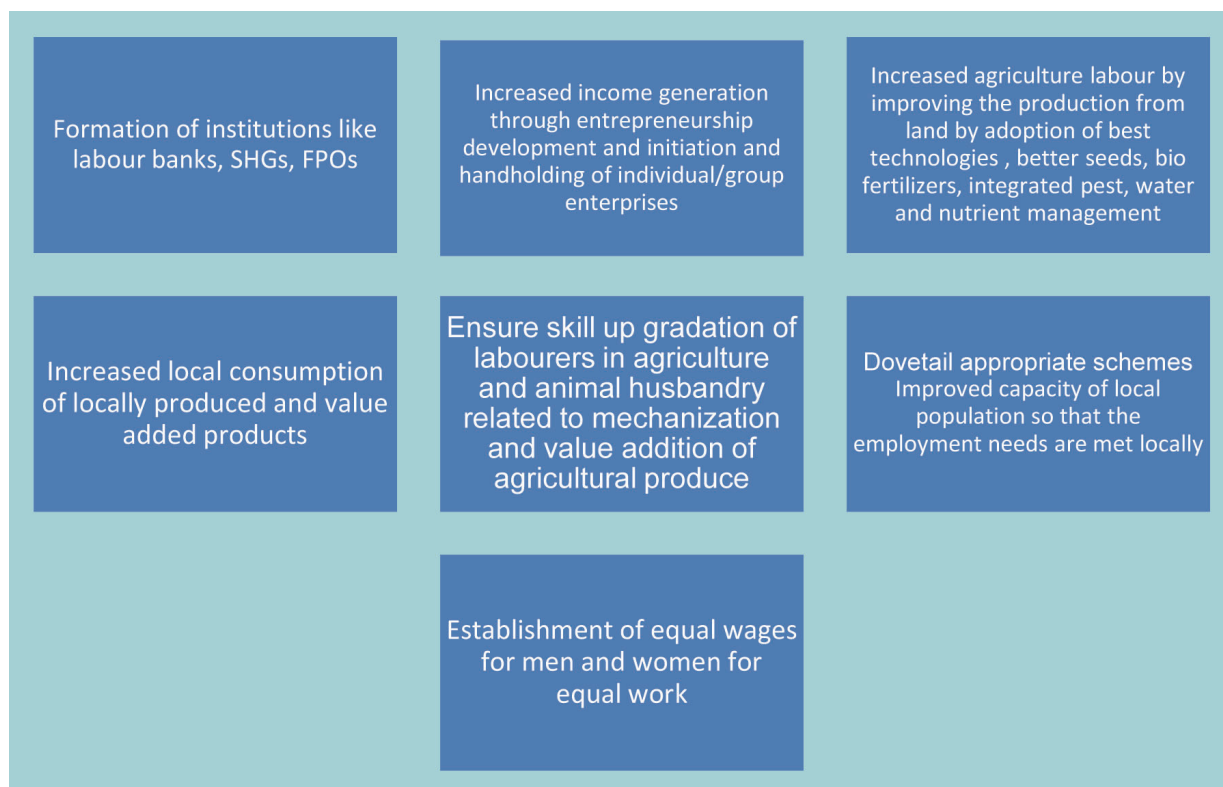 Formation of institutions like
labour banks, SHGs, FPOs
Increased income generation
through entrepreneurship
development and initiation and
handholding of individual/group
enterprises
Increased agriculture labour by
improving the production from
land by adoption of best
technologies , better seeds, bio
fertilizers, integrated pest, water
and nutrient management
Increased local consumption
of locally produced and value
added products
Ensure skill up gradation of
labourers in agriculture
and animal husbandry
related to mechanization
and value addition of
agricultural produce
Dovetail appropriate schemes
Improved capacity of local
population so that the
employment needs are met locally
Establishment of equal wages
for men and women for
equal work